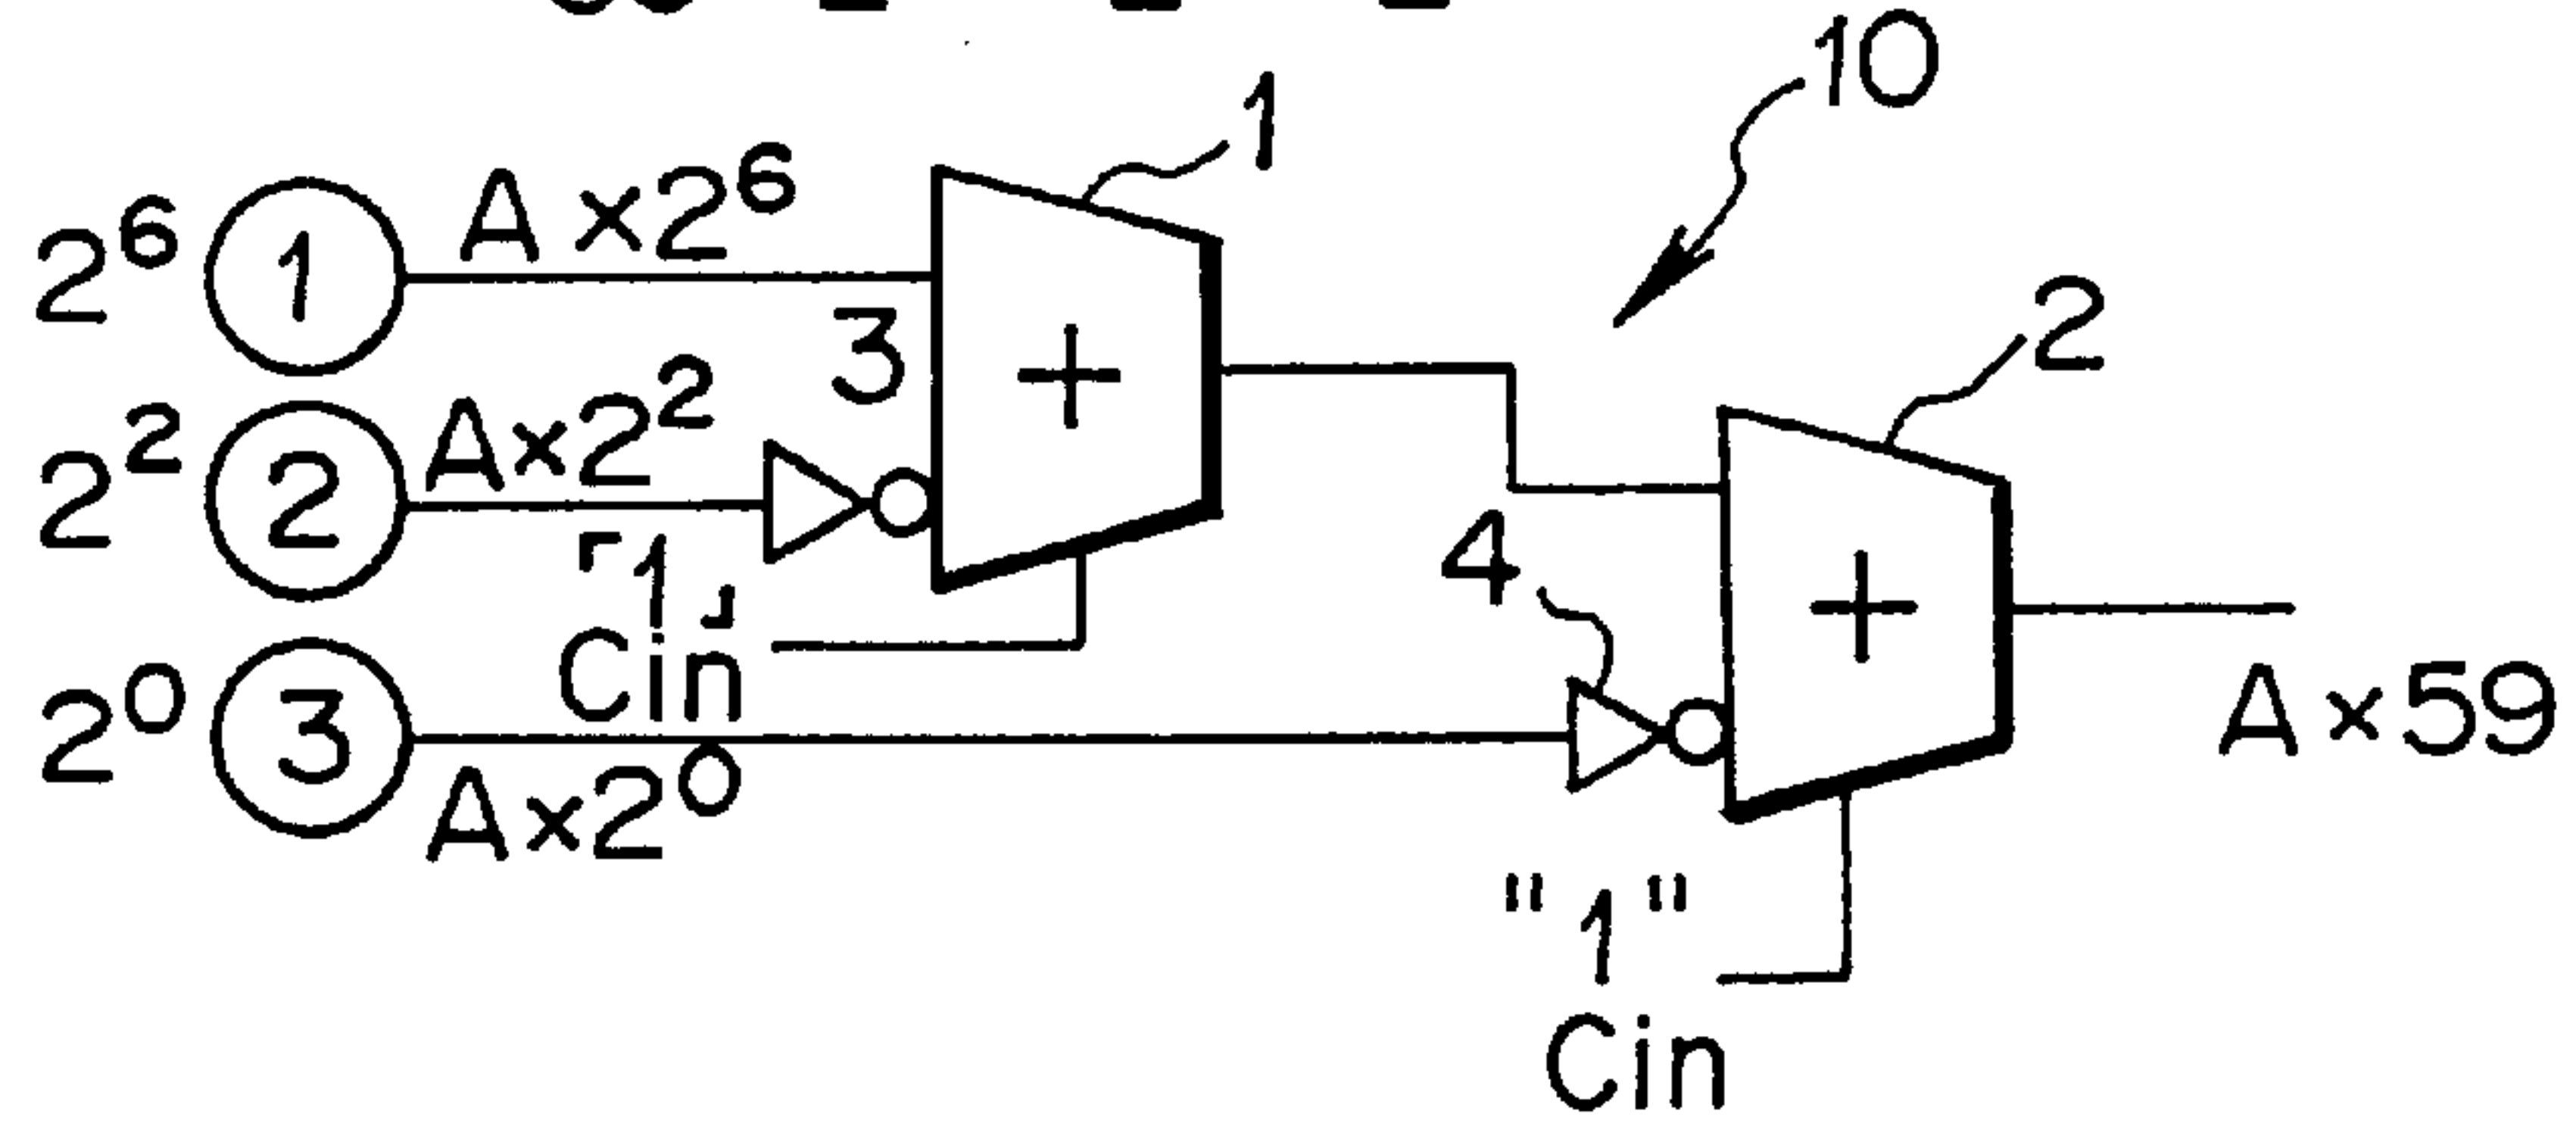 10
1
2⁶ ① A×2⁶
3
2
2² ② A×2²
「1」
Cin
4
2⁰ ③ A×2⁰
A×59
"1"
Cin